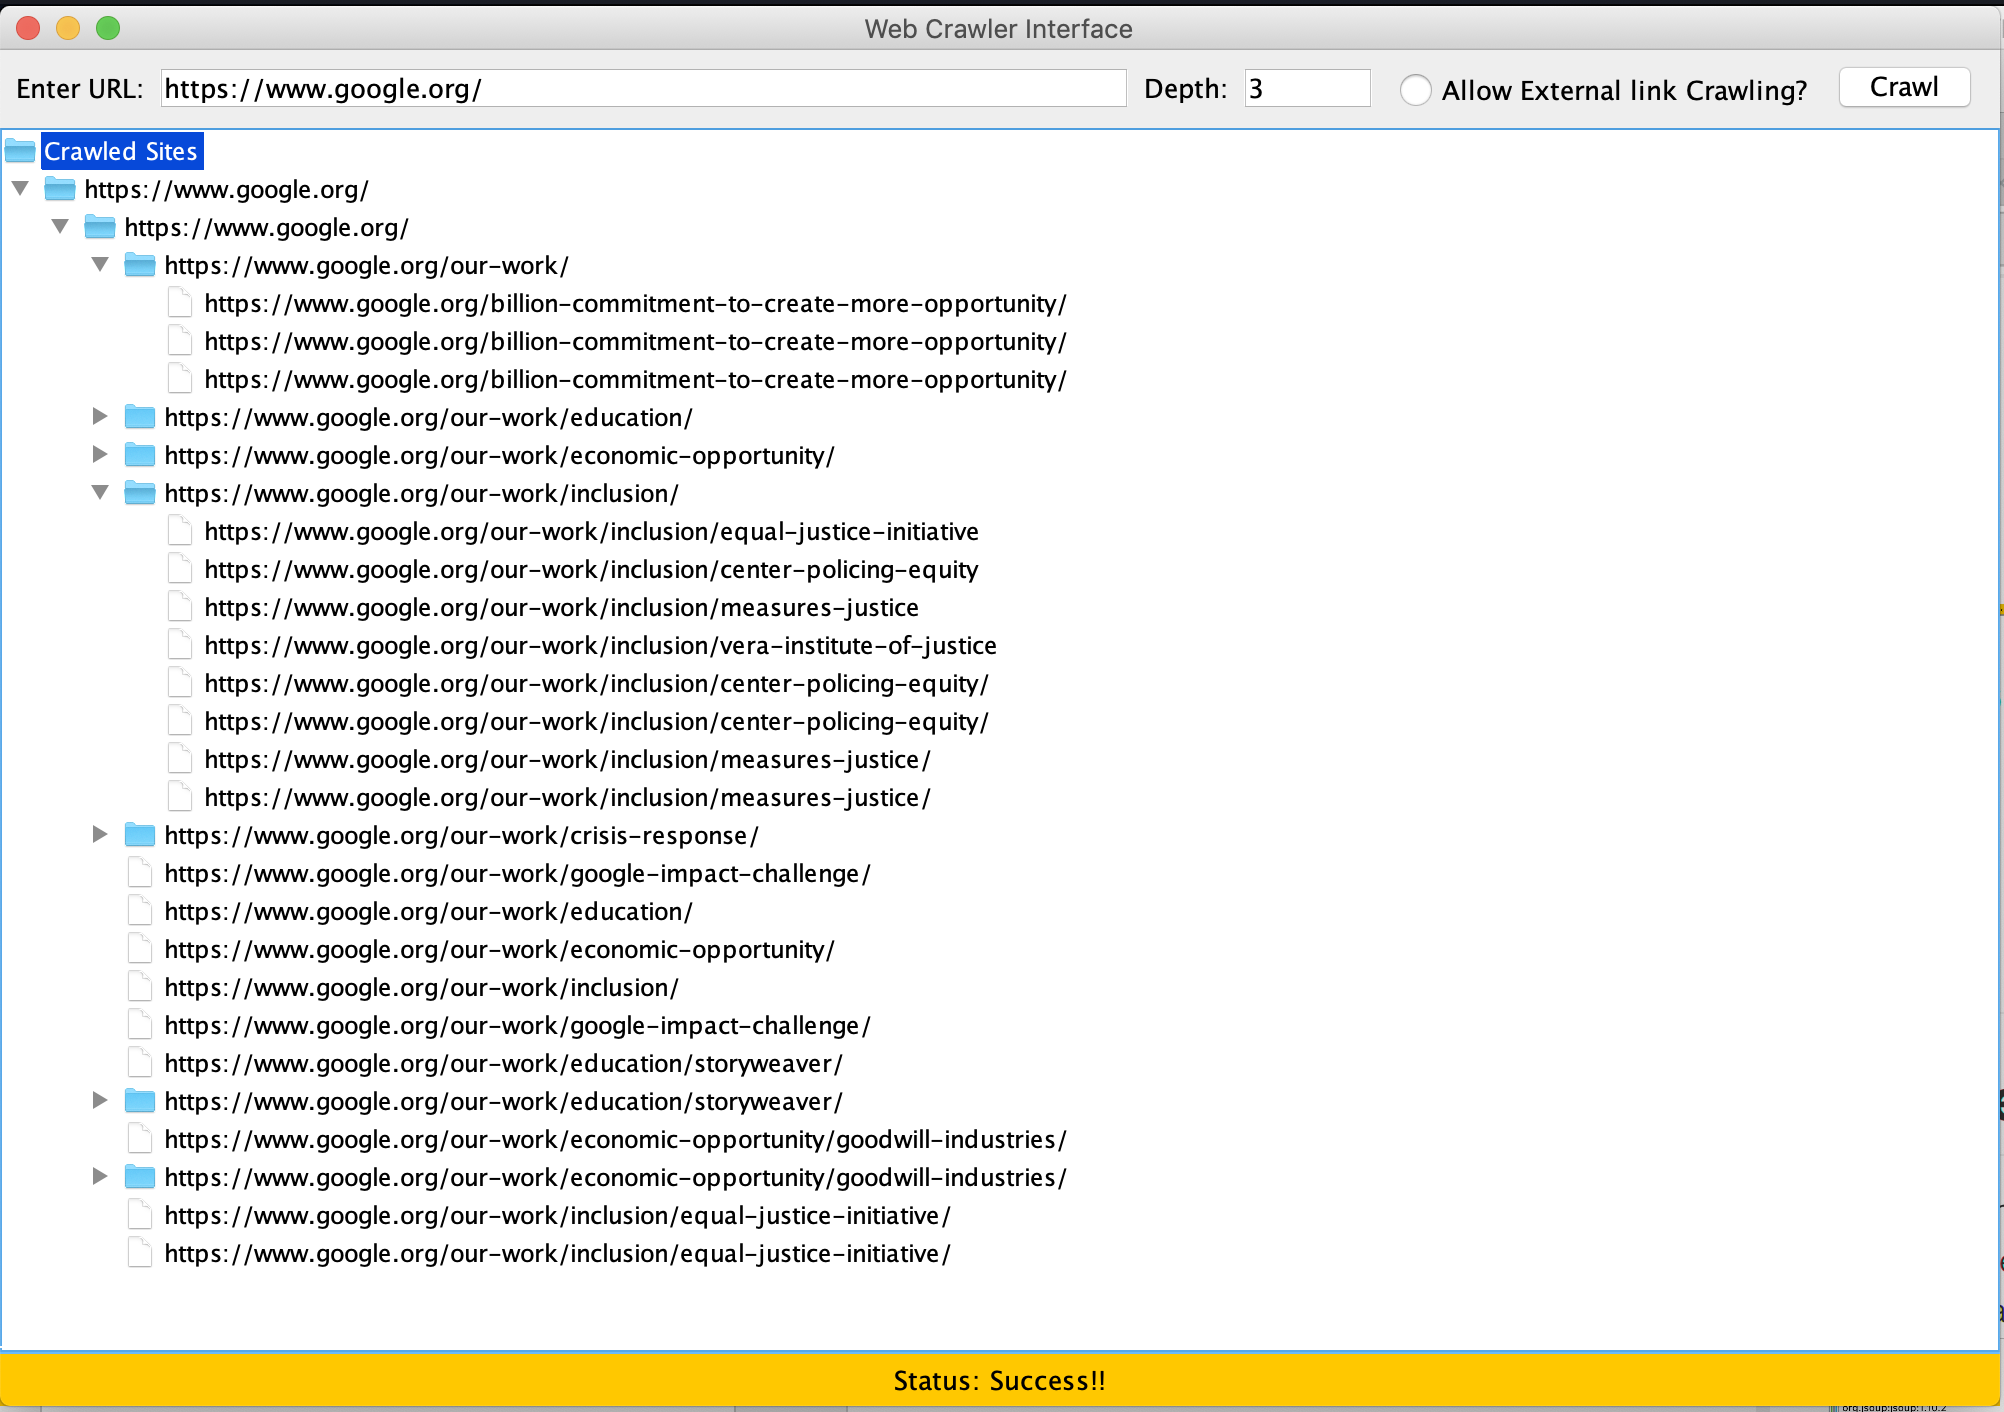 Web Crawler Interface
Enter URL: https://www.google.org/ Depth: 3 Allow External link Crawling? Crawl
Crawled Sites
https://www.google.org/
https://www.google.org/
https://www.google.org/our-work/
https://www.google.org/billion-commitment-to-create-more-opportunity/
https://www.google.org/billion-commitment-to-create-more-opportunity/
https://www.google.org/billion-commitment-to-create-more-opportunity/
https://www.google.org/our-work/education/
https://www.google.org/our-work/economic-opportunity/
https://www.google.org/our-work/inclusion/
https://www.google.org/our-work/inclusion/equal-justice-initiative
https://www.google.org/our-work/inclusion/center-policing-equity
https://www.google.org/our-work/inclusion/measures-justice
https://www.google.org/our-work/inclusion/vera-institute-of-justice
https://www.google.org/our-work/inclusion/center-policing-equity/
https://www.google.org/our-work/inclusion/center-policing-equity/
https://www.google.org/our-work/inclusion/measures-justice/
https://www.google.org/our-work/inclusion/measures-justice/
https://www.google.org/our-work/crisis-response/
https://www.google.org/our-work/google-impact-challenge/
https://www.google.org/our-work/education/
https://www.google.org/our-work/economic-opportunity/
https://www.google.org/our-work/inclusion/
https://www.google.org/our-work/google-impact-challenge/
https://www.google.org/our-work/education/storyweaver/
https://www.google.org/our-work/education/storyweaver/
https://www.google.org/our-work/economic-opportunity/goodwill-industries/
https://www.google.org/our-work/economic-opportunity/goodwill-industries/
https://www.google.org/our-work/inclusion/equal-justice-initiative/
https://www.google.org/our-work/inclusion/equal-justice-initiative/
Status: Success!!